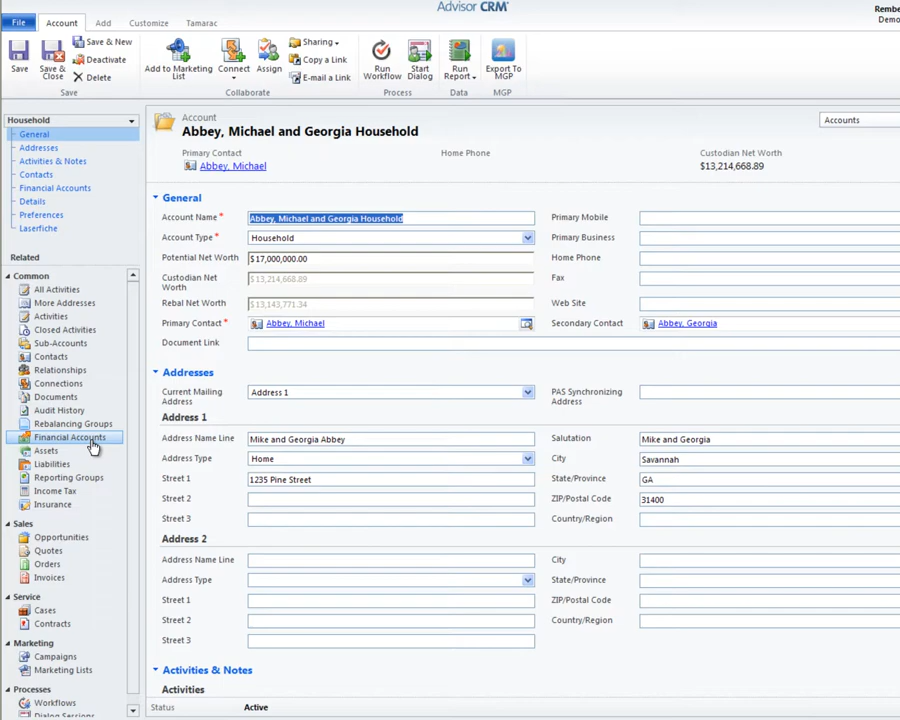 Advisor CRM
Rembe
Demo
File Account Add Customize Tamarac
Save
Save & Close
Save & New
Deactivate
Delete
Add to Marketing List
Connect
Assign
Sharing
Copy a Link
E-mail a Link
Run Workflow
Start Dialog
Run Report
Export To MGP
Save Collaborate Process Data MGP
Household
General
Addresses
Activities & Notes
Contacts
Financial Accounts
Details
Preferences
Laserfiche
Related
Common
All Activities
More Addresses
Activities
Closed Activities
Sub-Accounts
Contacts
Relationships
Connections
Documents
Audit History
Rebalancing Groups
Financial Accounts
Assets
Liabilities
Reporting Groups
Income Tax
Insurance
Sales
Opportunities
Quotes
Orders
Invoices
Service
Cases
Contracts
Marketing
Campaigns
Marketing Lists
Processes
Workflows
Dialog Sessions
Account
Abbey, Michael and Georgia Household
Accounts
Primary Contact Home Phone Custodian Net Worth
Abbey, Michael $13,214,668.89
General
Account Name * Abbey, Michael and Georgia Household Primary Mobile
Account Type * Household Primary Business
Potential Net Worth $17,000,000.00 Home Phone
Custodian Net Worth $13,214,668.89 Fax
Rebal Net Worth $13,143,771.34 Web Site
Primary Contact * Abbey, Michael Secondary Contact Abbey, Georgia
Document Link
Addresses
Current Mailing Address Address 1 PAS Synchronizing Address
Address 1
Address Name Line Mike and Georgia Abbey Salutation Mike and Georgia
Address Type Home City Savannah
Street 1 1235 Pine Street State/Province GA
Street 2 ZIP/Postal Code 31400
Street 3 Country/Region
Address 2
Address Name Line City
Address Type State/Province
Street 1 ZIP/Postal Code
Street 2 Country/Region
Street 3
Activities & Notes
Activities
Status Active